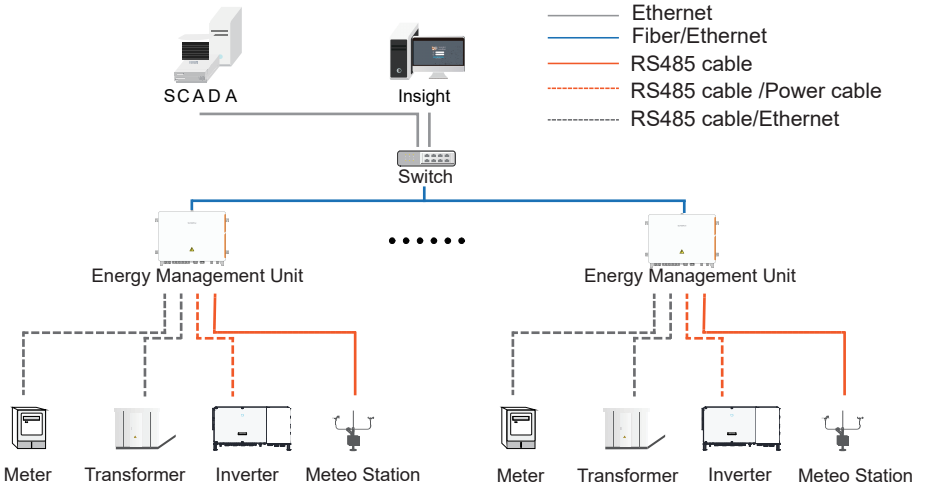 Ethernet
Fiber/Ethernet
RS485 cable
RS485 cable /Power cable
RS485 cable/Ethernet
SCADA
Insight
Switch
Energy Management Unit
Energy Management Unit
Meter
Transformer
Inverter
Meteo Station
Meter
Transformer
Inverter
Meteo Station